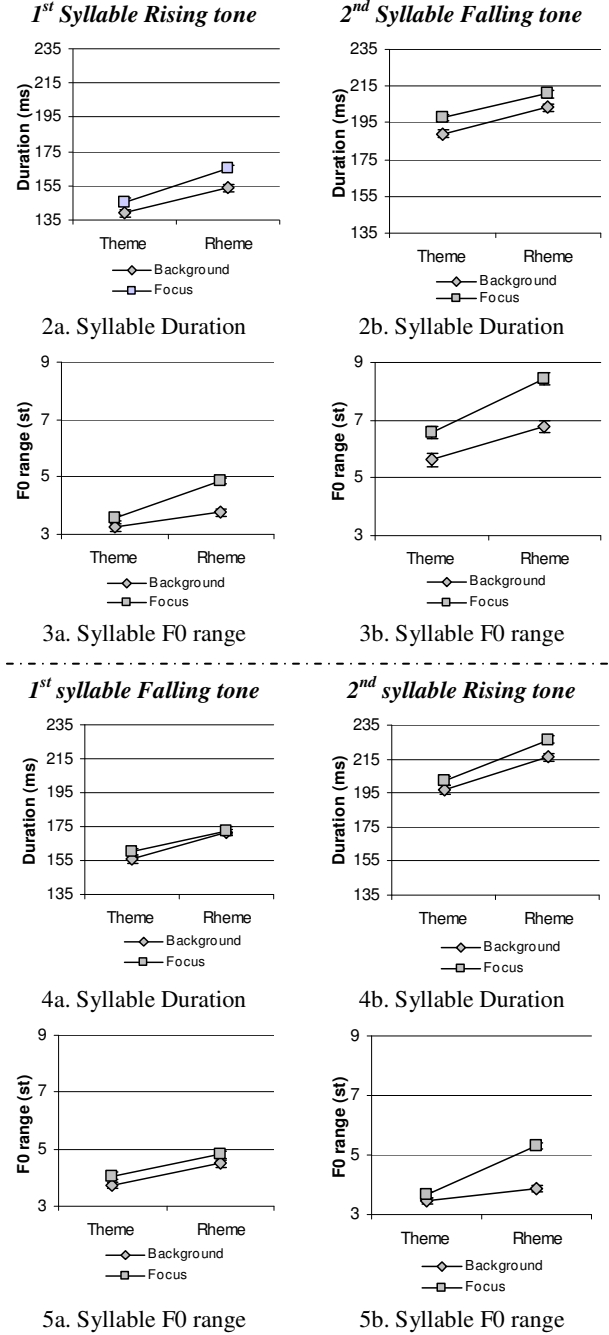 1st Syllable Rising tone
2nd Syllable Falling tone
Duration (ms)
235
215
195
175
155
135
Theme Rheme
Background
Focus
2a. Syllable Duration
Duration (ms)
235
215
195
175
155
135
Theme Rheme
Background
Focus
2b. Syllable Duration
F0 range (st)
9
7
5
3
Theme Rheme
Background
Focus
3a. Syllable F0 range
F0 range (st)
9
7
5
3
Theme Rheme
Background
Focus
3b. Syllable F0 range
1st syllable Falling tone
2nd syllable Rising tone
Duration (ms)
235
215
195
175
155
135
Theme Rheme
Background
Focus
4a. Syllable Duration
Duration (ms)
235
215
195
175
155
135
Theme Rheme
Background
Focus
4b. Syllable Duration
F0 range (st)
9
7
5
3
Theme Rheme
Background
Focus
5a. Syllable F0 range
F0 range (st)
9
7
5
3
Theme Rheme
Background
Focus
5b. Syllable F0 range